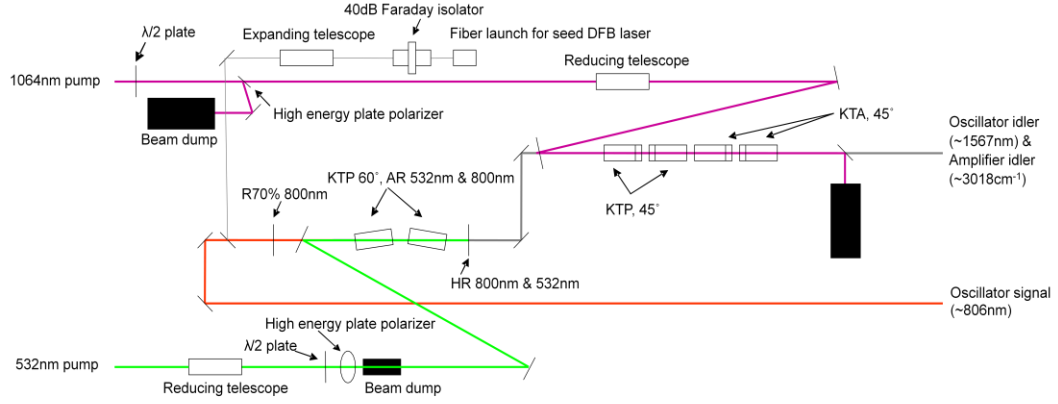 40dB Faraday isolator
λ/2 plate
Expanding telescope
Fiber launch for seed DFB laser
Reducing telescope
1064nm pump
High energy plate polarizer
KTA, 45˚
Beam dump
Oscillator idler
(~1567nm) &
Amplifier idler
(~3018cm-1)
KTP 60˚, AR 532nm & 800nm
R70% 800nm
KTP, 45˚
HR 800nm & 532nm
Oscillator signal
(~806nm)
High energy plate polarizer
λ/2 plate
532nm pump
Reducing telescope
Beam dump